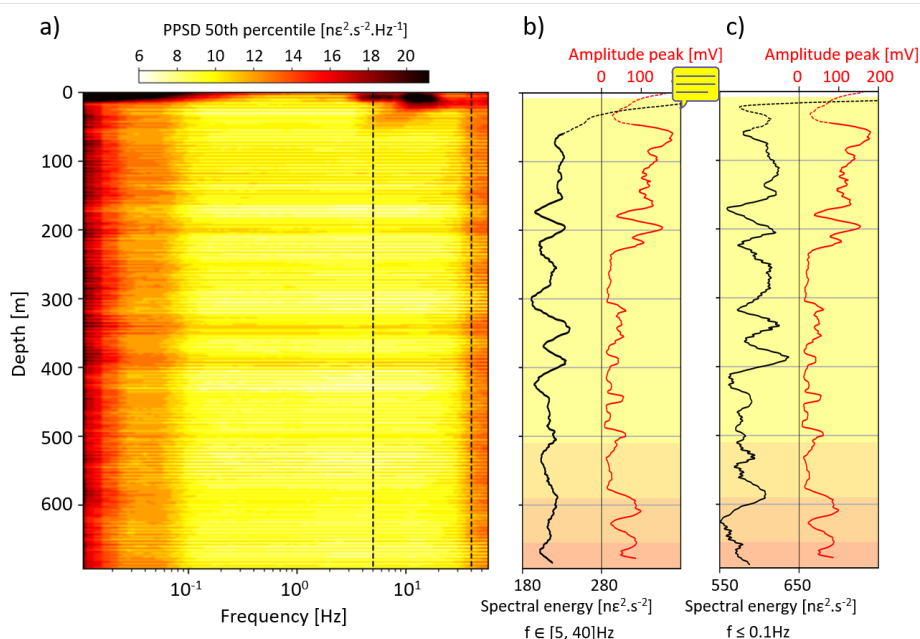 a)
PPSD 50th percentile [nε².s⁻².Hz⁻¹]
6 8 10 12 14 16 18 20
0
100
200
300
400
500
600
Depth [m]
10⁻¹ 10⁰ 10¹
Frequency [Hz]
b)
Amplitude peak [mV]
0 100
180 280
Spectral energy [nε².s⁻²]
f ∈ [5, 40]Hz
c)
Amplitude peak [mV]
0 100 200
550 650
Spectral energy [nε².s⁻²]
f ≤ 0.1Hz